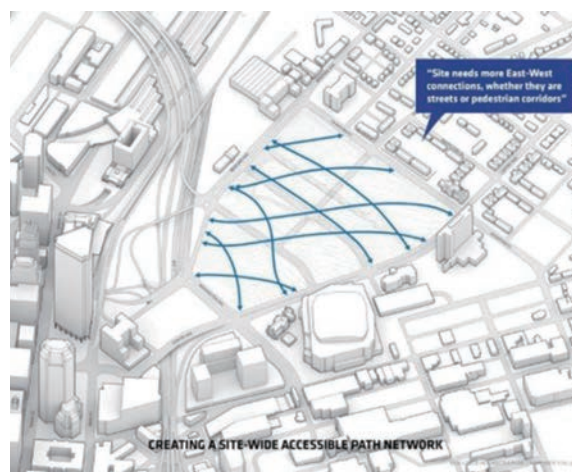 "Site needs more East-West
connections, whether they are
streets or pedestrian corridors"
CREATING A SITE-WIDE ACCESSIBLE PATH NETWORK